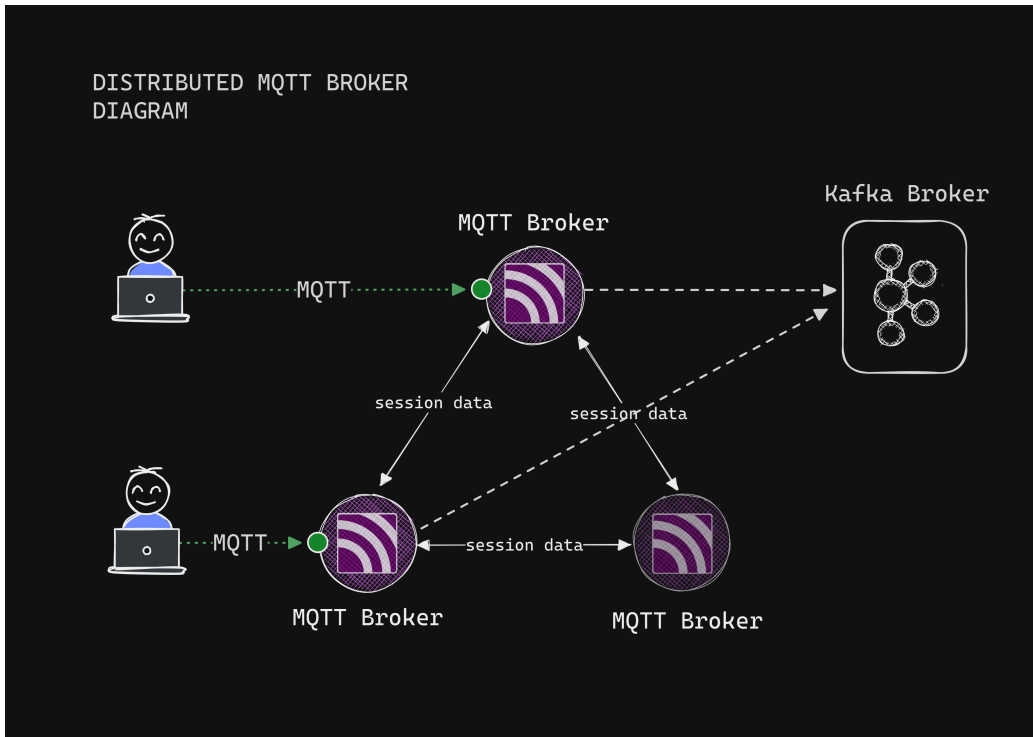 DISTRIBUTED MQTT BROKER
DIAGRAM
Kafka Broker
MQTT Broker
MQTT
session data
session data
MQTT
session data
MQTT Broker
MQTT Broker